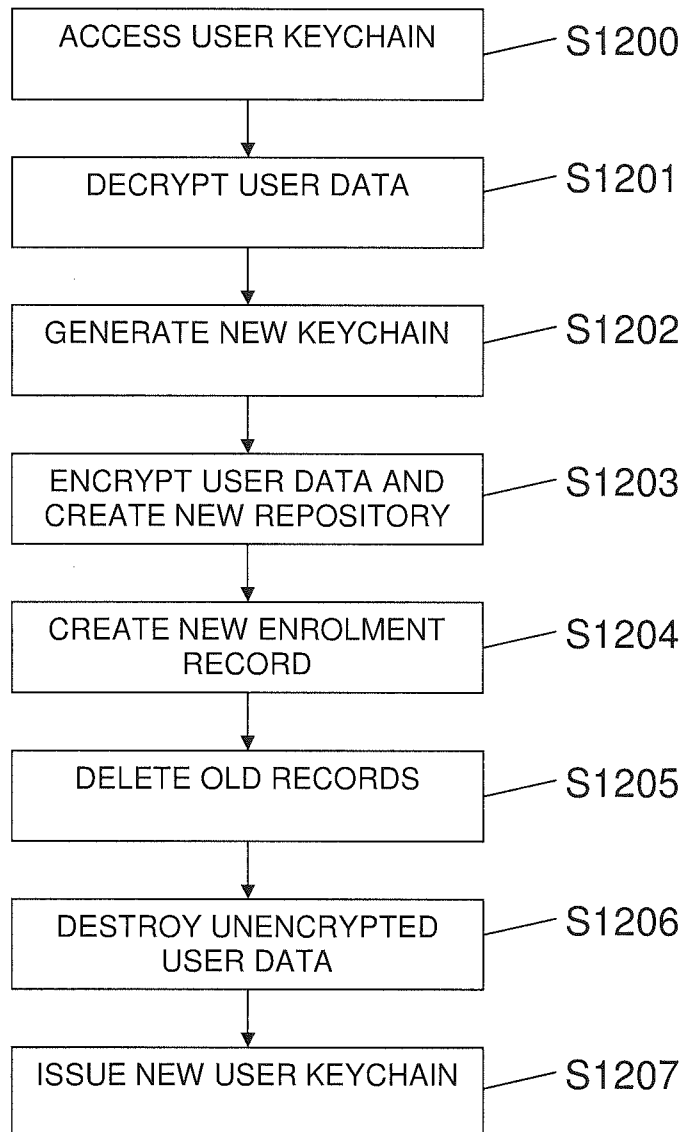 ACCESS USER KEYCHAIN
S1200
DECRYPT USER DATA
S1201
GENERATE NEW KEYCHAIN
S1202
ENCRYPT USER DATA AND
CREATE NEW REPOSITORY
S1203
CREATE NEW ENROLMENT
RECORD
S1204
DELETE OLD RECORDS
S1205
DESTROY UNENCRYPTED
USER DATA
S1206
ISSUE NEW USER KEYCHAIN
S1207